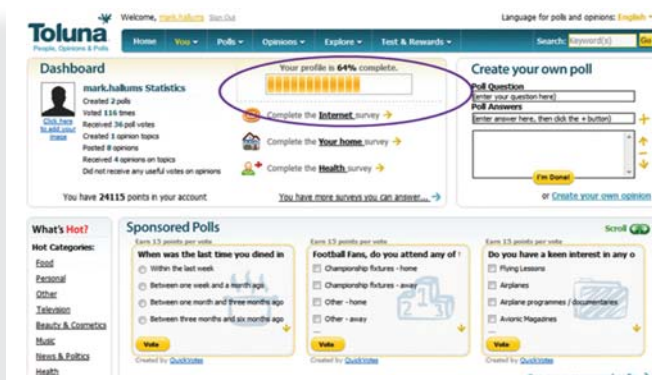 Toluna
People, Opinions & Polls
Welcome, mark.hallums Sign Out
Language for polls and opinions: English
Home You Polls Opinions Explore Test & Rewards Search: Keyword(s) Go
Dashboard
mark.hallums Statistics
Created 2 polls
Voted 116 times
Received 36 poll votes
Created 1 opinion topics
Posted 8 opinions
Received 4 opinions on topics
Did not receive any useful votes on opinions
Click here
to add your
image
You have 24115 points in your account
Your profile is 64% complete.
Complete the Internet survey
Complete the Your home survey
Complete the Health survey
You have more surveys you can answer...
Create your own poll
Poll Question
(enter your question here)
Poll Answers
(enter answer here, then click the + button)
I'm Done!
or Create your own opinion
What's Hot?
Hot Categories:
Food
Personal
Other
Television
Beauty & Cosmetics
Music
News & Politics
Health
Sponsored Polls
Scroll
Earn 15 points per vote
When was the last time you dined in
Within the last week
Between one week and a month ago
Between one month and three months ago
Between three months and six months ago
Vote
Created by QuickVotes
Earn 15 points per vote
Football Fans, do you attend any of
Championship fixtures - home
Championship fixtures - away
Other - home
Other - away
...
Vote
Created by QuickVotes
Earn 15 points per vote
Do you have a keen interest in any o
Flying Lessons
Airplanes
Airplane programmes / documentaries
Avionic Magazines
...
Vote
Created by QuickVotes